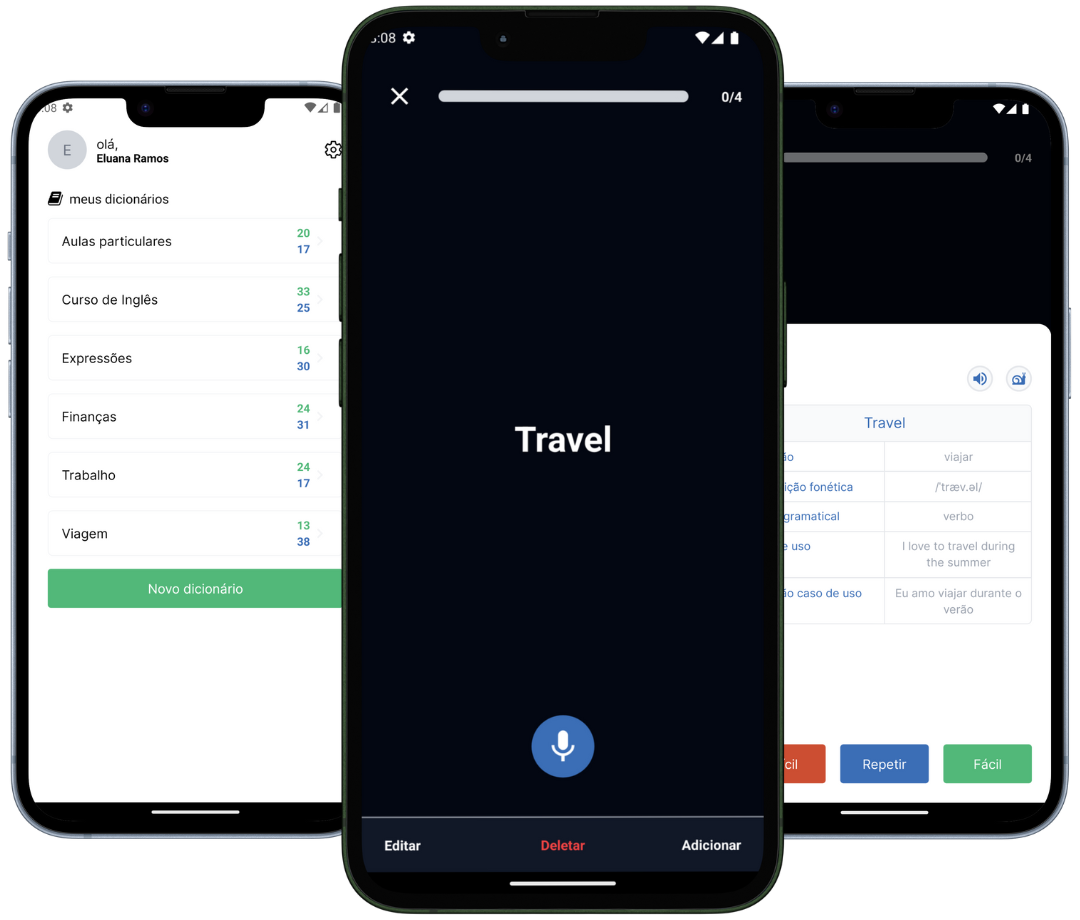 :08
olá,
E
Eluana Ramos
meus dicionários
Aulas particulares
20
17
Curso de Inglês
33
25
Expressões
16
30
Finanças
24
31
Trabalho
24
17
Viagem
13
38
Novo dicionário
:08
0/4
Travel
Editar
Deletar
Adicionar
0/4
Travel
ão
viajar
ição fonética
/'træv.əl/
gramatical
verbo
e uso
I love to travel during
the summer
ão caso de uso
Eu amo viajar durante o
verão
cil
Repetir
Fácil